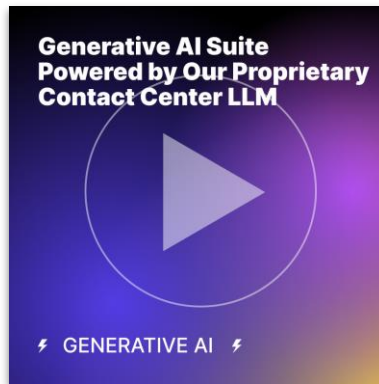 Generative AI Suite
Powered by Our Proprietary
Contact Center LLM
GENERATIVE AI